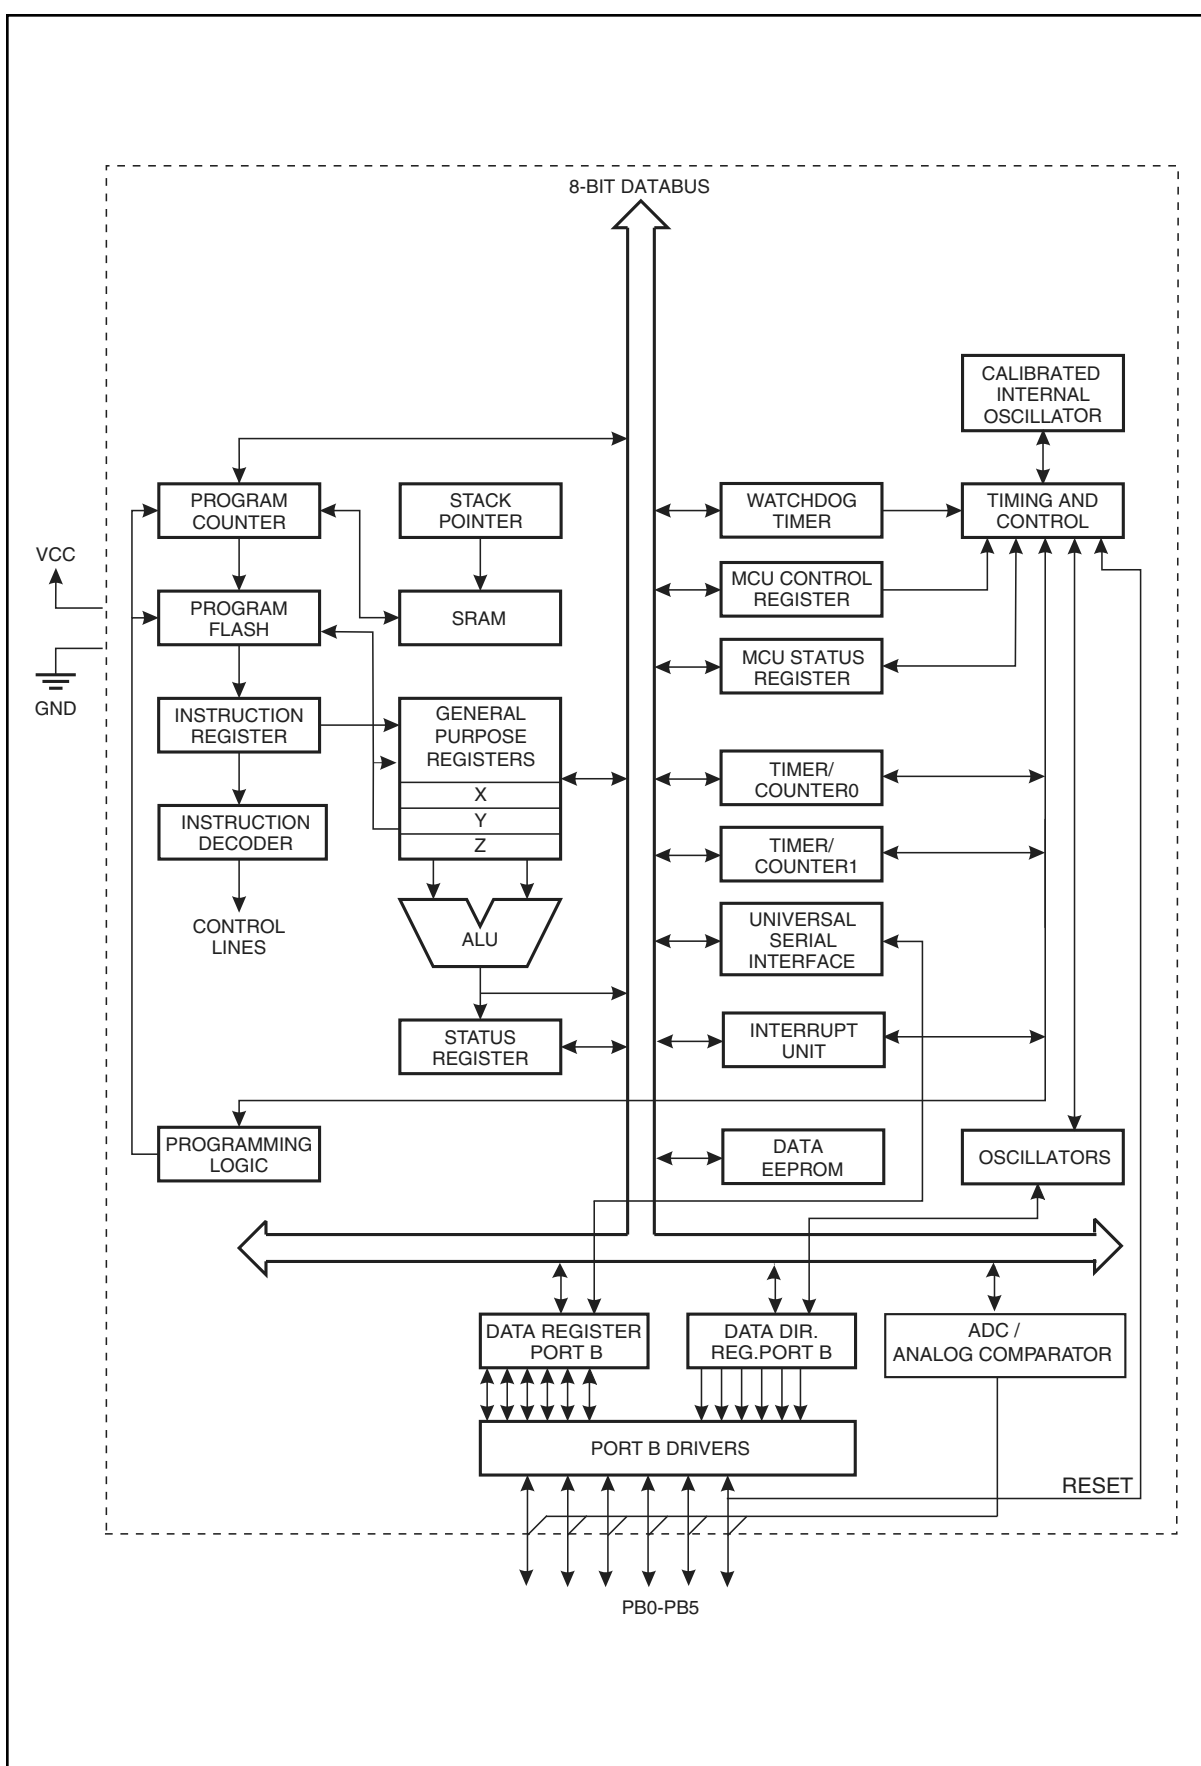 8-BIT DATABUS
CALIBRATED
INTERNAL
OSCILLATOR
PROGRAM
COUNTER
STACK
POINTER
WATCHDOG
TIMER
TIMING AND
CONTROL
VCC
PROGRAM
FLASH
SRAM
MCU CONTROL
REGISTER
MCU STATUS
REGISTER
GND
INSTRUCTION
REGISTER
GENERAL
PURPOSE
REGISTERS
X
Y
Z
TIMER/
COUNTER0
INSTRUCTION
DECODER
TIMER/
COUNTER1
CONTROL
LINES
ALU
UNIVERSAL
SERIAL
INTERFACE
STATUS
REGISTER
INTERRUPT
UNIT
PROGRAMMING
LOGIC
DATA
EEPROM
OSCILLATORS
DATA REGISTER
PORT B
DATA DIR.
REG.PORT B
ADC /
ANALOG COMPARATOR
PORT B DRIVERS
RESET
PB0-PB5